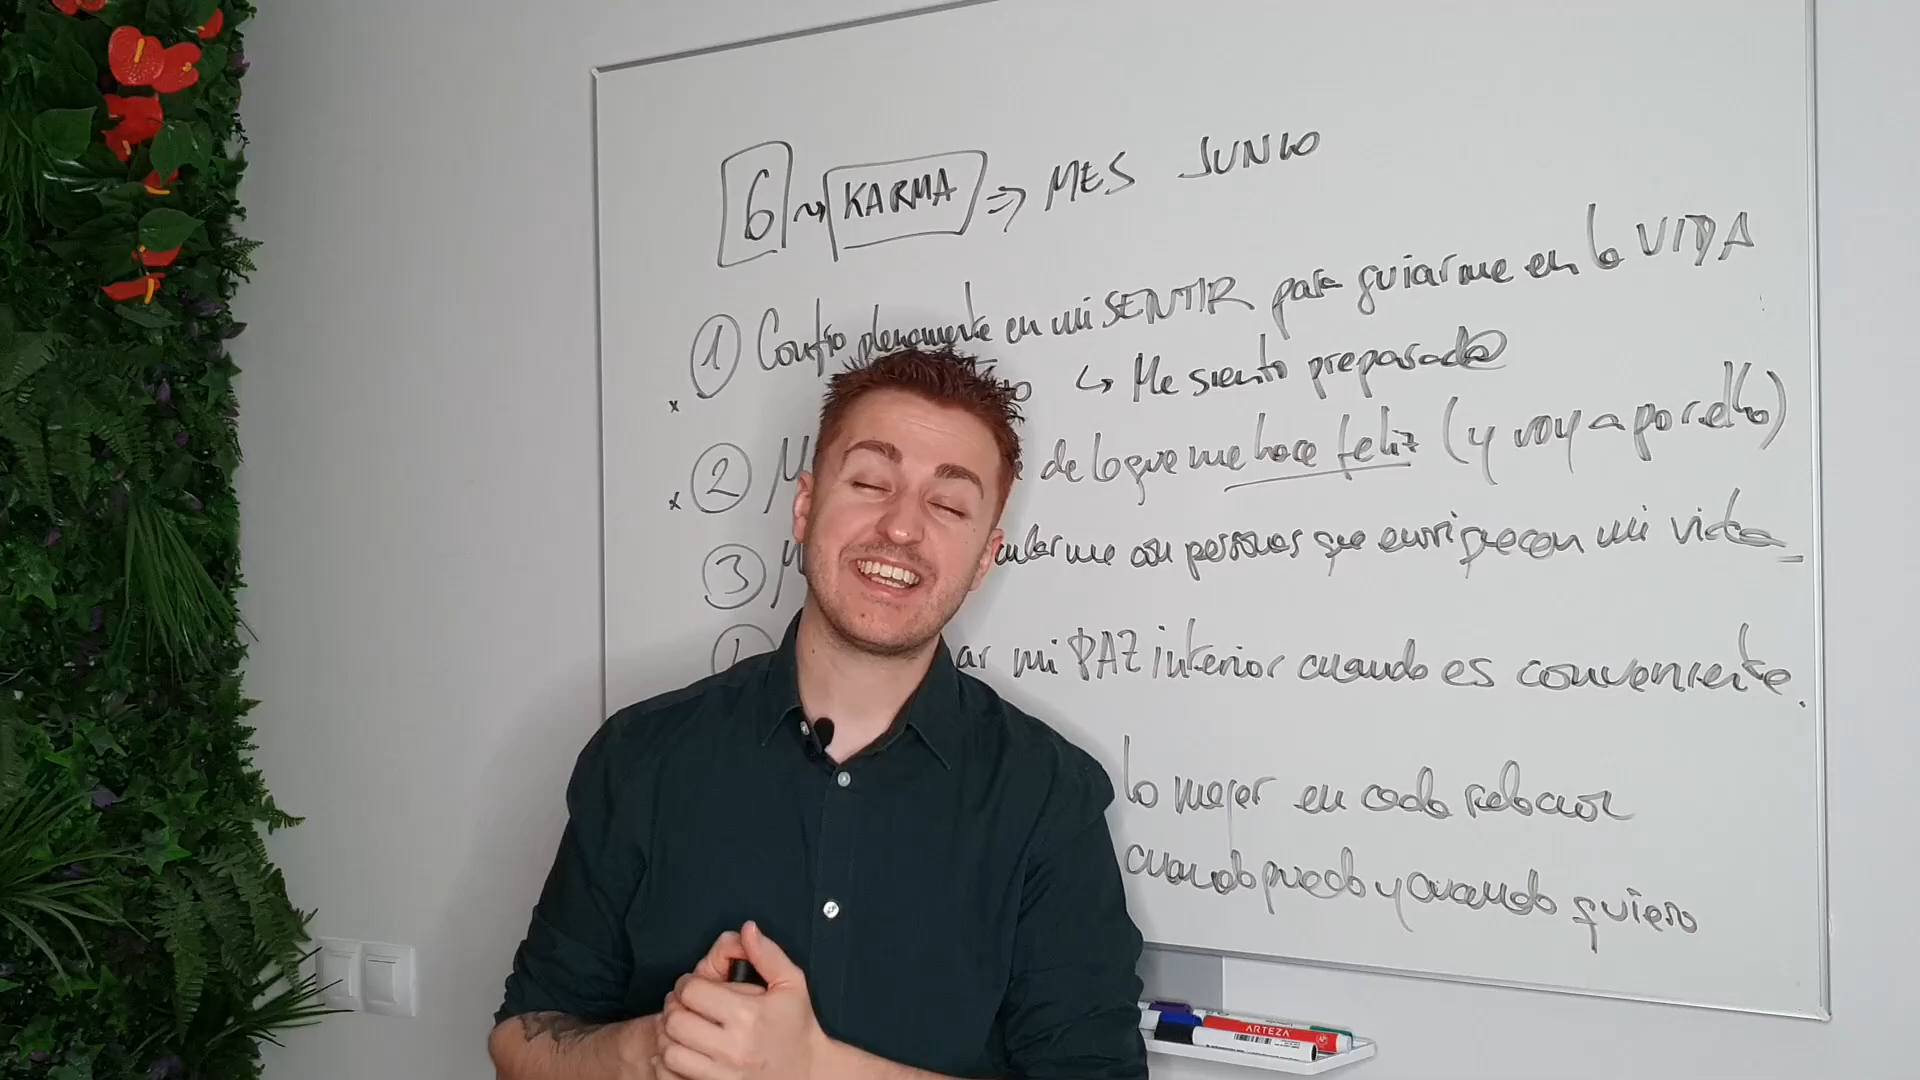 6 → KARMA ⇒ MES JUNIO
① Confío plenamente en mi SENTIR para guiarme en la VIDA
↳ Me siento preparado
x
② de lo que me hace feliz (y voy a por ello)
x
③ con personas que enriquecen mi vida
mi PAZ interior cuando es conveniente.
lo mejor en cada relación
cuando puedo y cuando quiero
ARTEZA